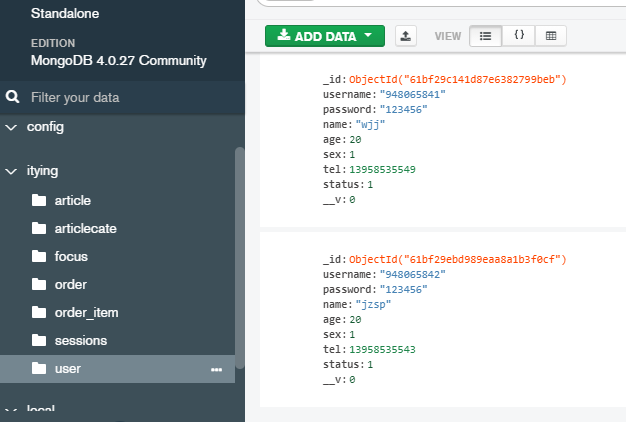 Standalone
EDITION
MongoDB 4.0.27 Community
Filter your data
config
itying
article
articlecate
focus
order
order_item
sessions
user
local
ADD DATA
VIEW
{}
_id: ObjectId("61bf29c141d87e6382799beb")
username: "948065841"
password: "123456"
name: "wjj"
age: 20
sex: 1
tel: 13958535549
status: 1
__v: 0
_id: ObjectId("61bf29ebd989eaa8a1b3f0cf")
username: "948065842"
password: "123456"
name: "jzsp"
age: 20
sex: 1
tel: 13958535543
status: 1
__v: 0